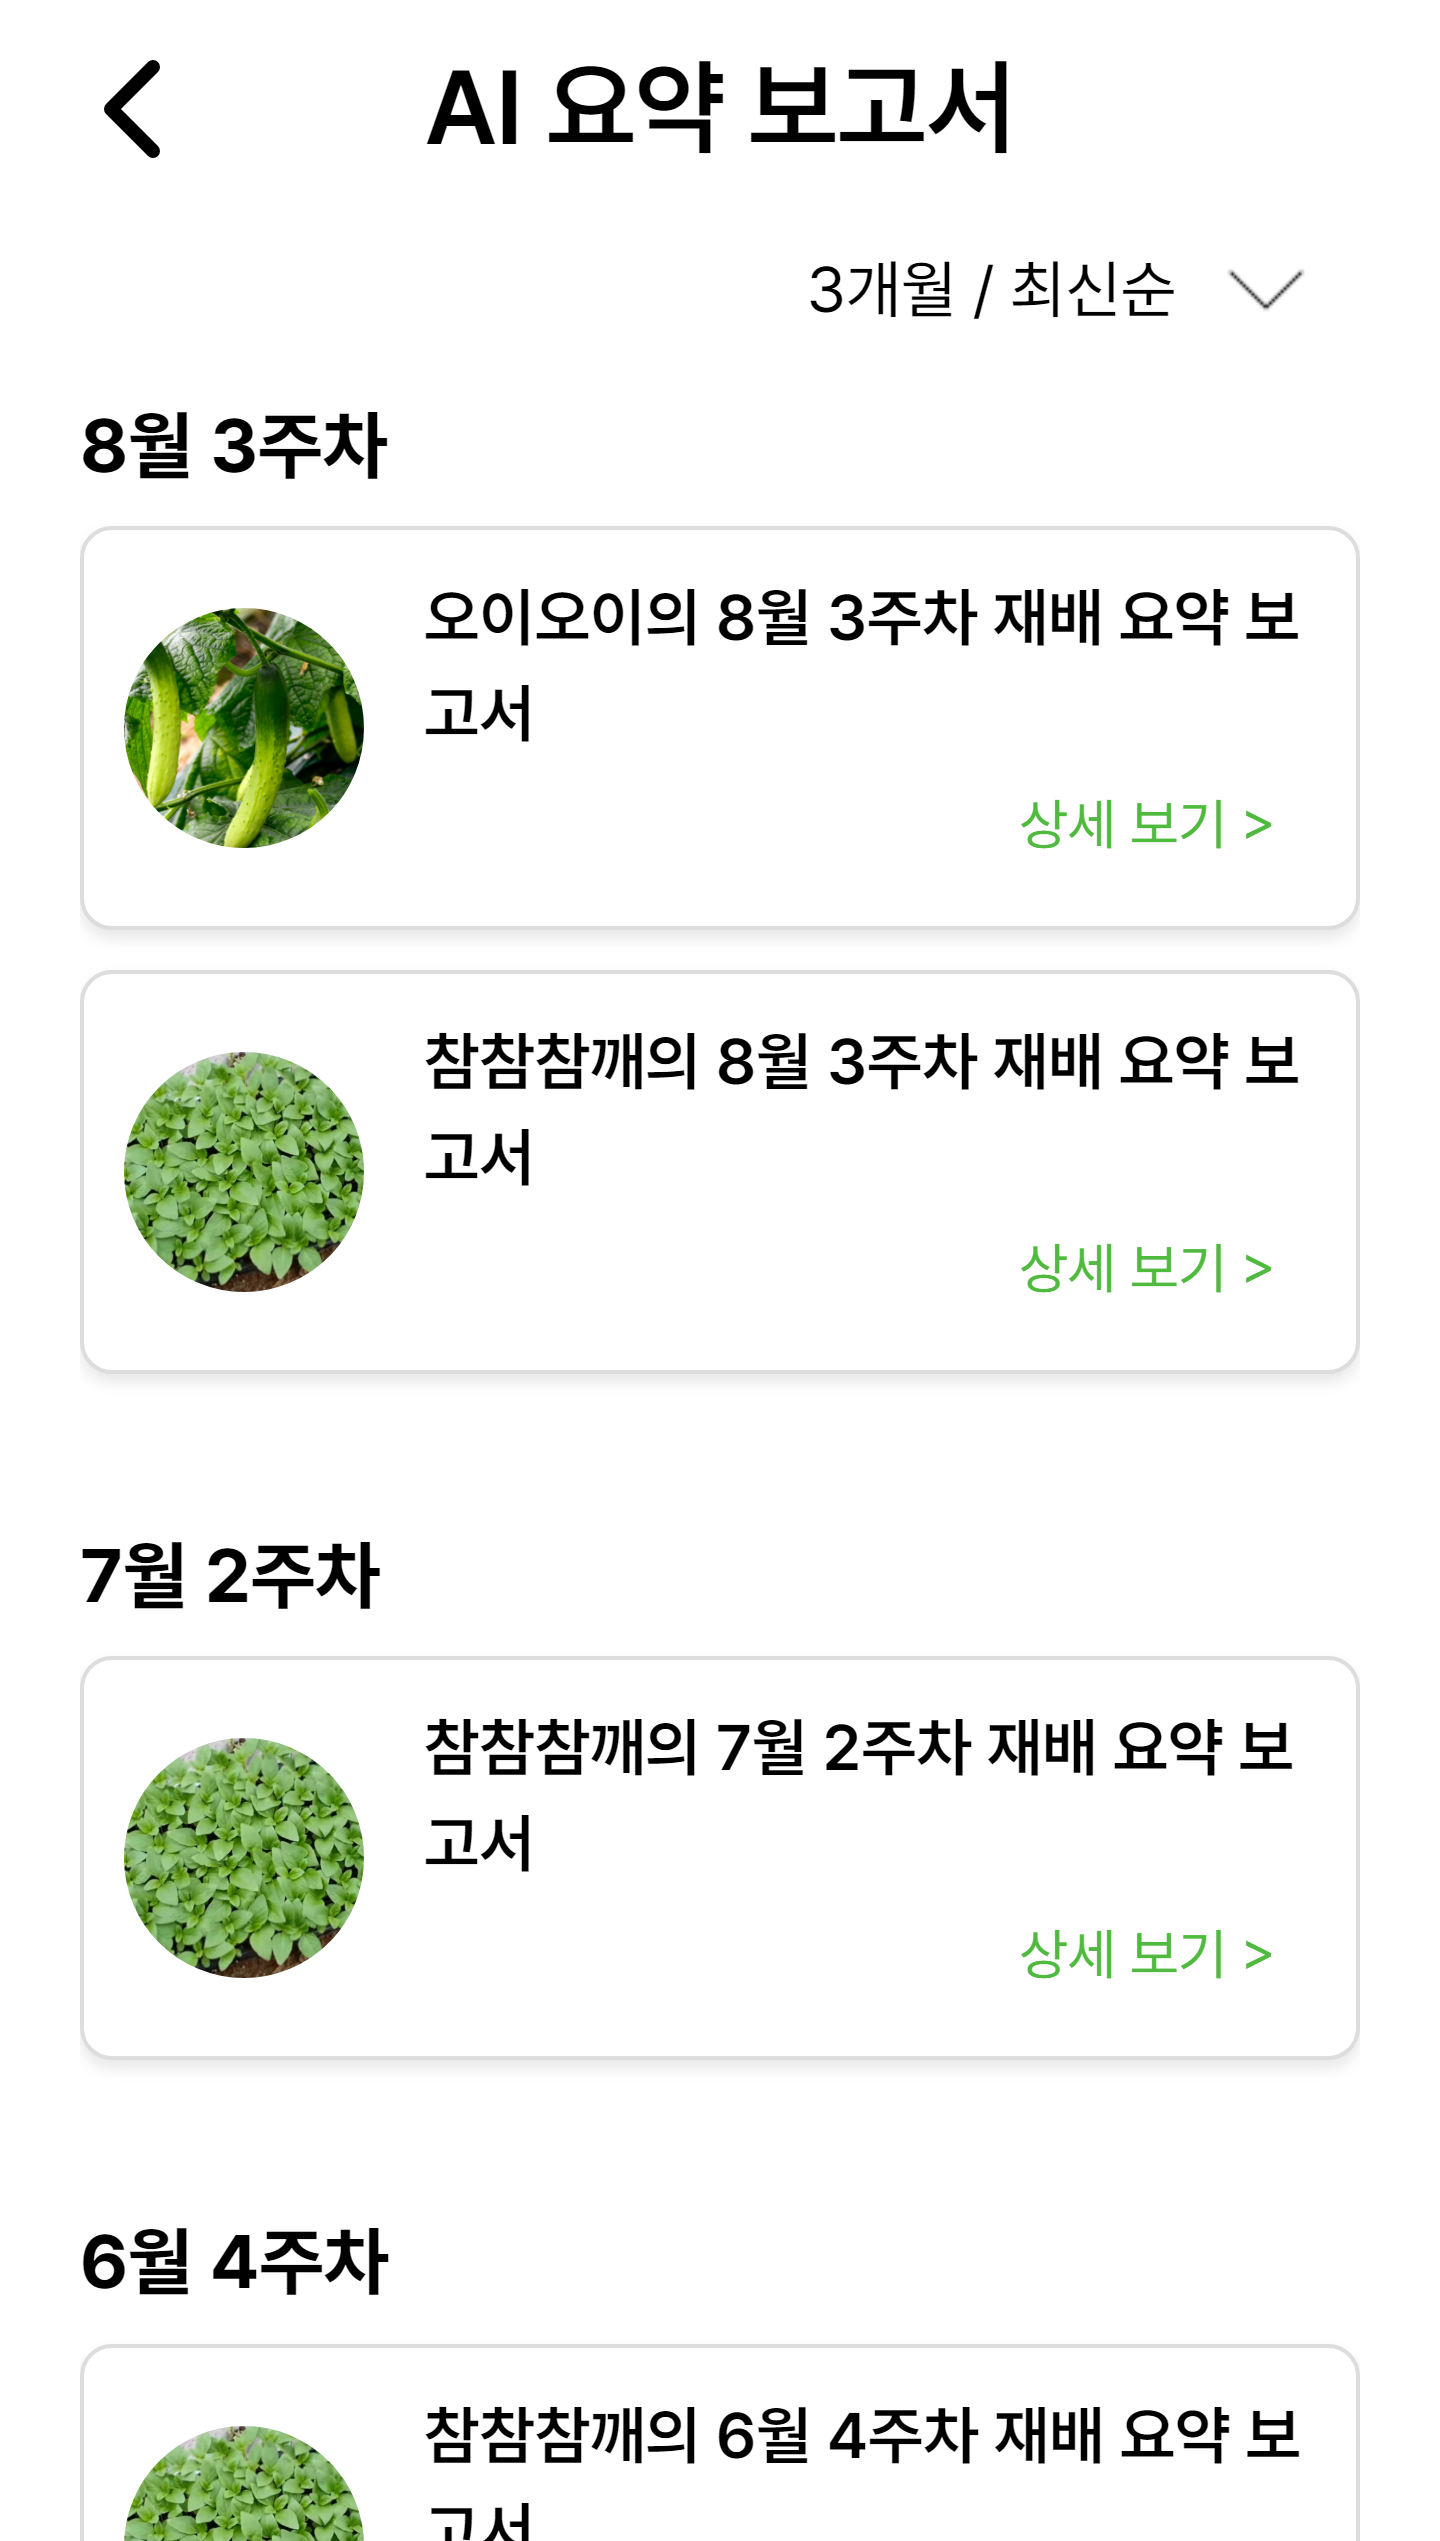 AI 요약 보고서
3개월 / 최신순
8월 3주차
오이오이의 8월 3주차 재배 요약 보
고서
상세 보기 >
참참참깨의 8월 3주차 재배 요약 보
고서
상세 보기 >
7월 2주차
참참참깨의 7월 2주차 재배 요약 보
고서
상세 보기 >
6월 4주차
참참참깨의 6월 4주차 재배 요약 보
고서